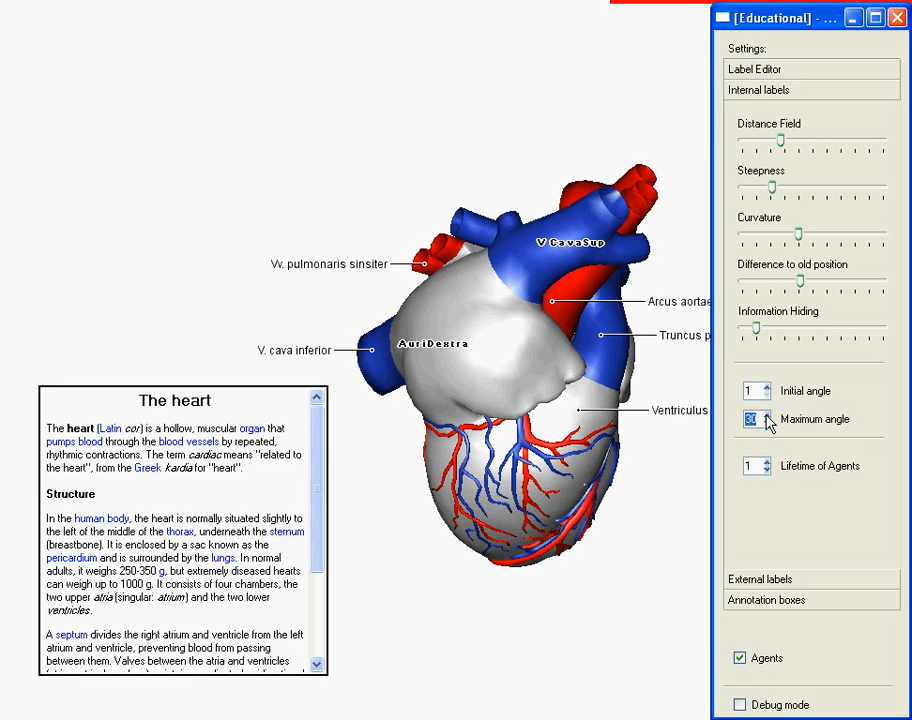 [Educational] - ...
Settings:
Label Editor
Internal labels
Distance Field
Steepness
Curvature
Difference to old position
Information Hiding
1 Initial angle
30 Maximum angle
1 Lifetime of Agents
External labels
Annotation boxes
Agents
Debug mode
V CavaSup
Vv. pulmonaris sinsiter
Arcus aortae
Truncus p
AuriDextra
V. cava inferior
Ventriculus
The heart
The heart (Latin cor) is a hollow, muscular organ that
pumps blood through the blood vessels by repeated,
rhythmic contractions. The term cardiac means "related to
the heart", from the Greek kardia for "heart".
Structure
In the human body, the heart is normally situated slightly to
the left of the middle of the thorax, underneath the sternum
(breastbone). It is enclosed by a sac known as the
pericardium and is surrounded by the lungs. In normal
adults, it weighs 250-350 g, but extremely diseased hearts
can weigh up to 1000 g. It consists of four chambers, the
two upper atria (singular: atrium) and the two lower
ventricles.
A septum divides the right atrium and ventricle from the left
atrium and ventricle, preventing blood from passing
between them. Valves between the atria and ventricles